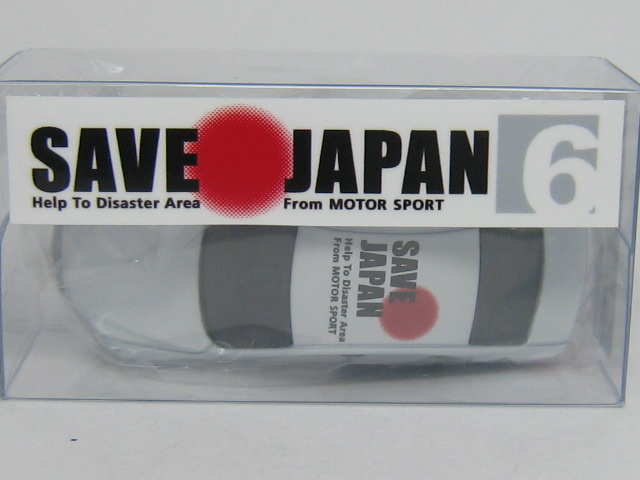 SAVE JAPAN 6
Help To Disaster Area From MOTOR SPORT
SAVE
JAPAN
Help To Disaster Area
From MOTOR SPORT